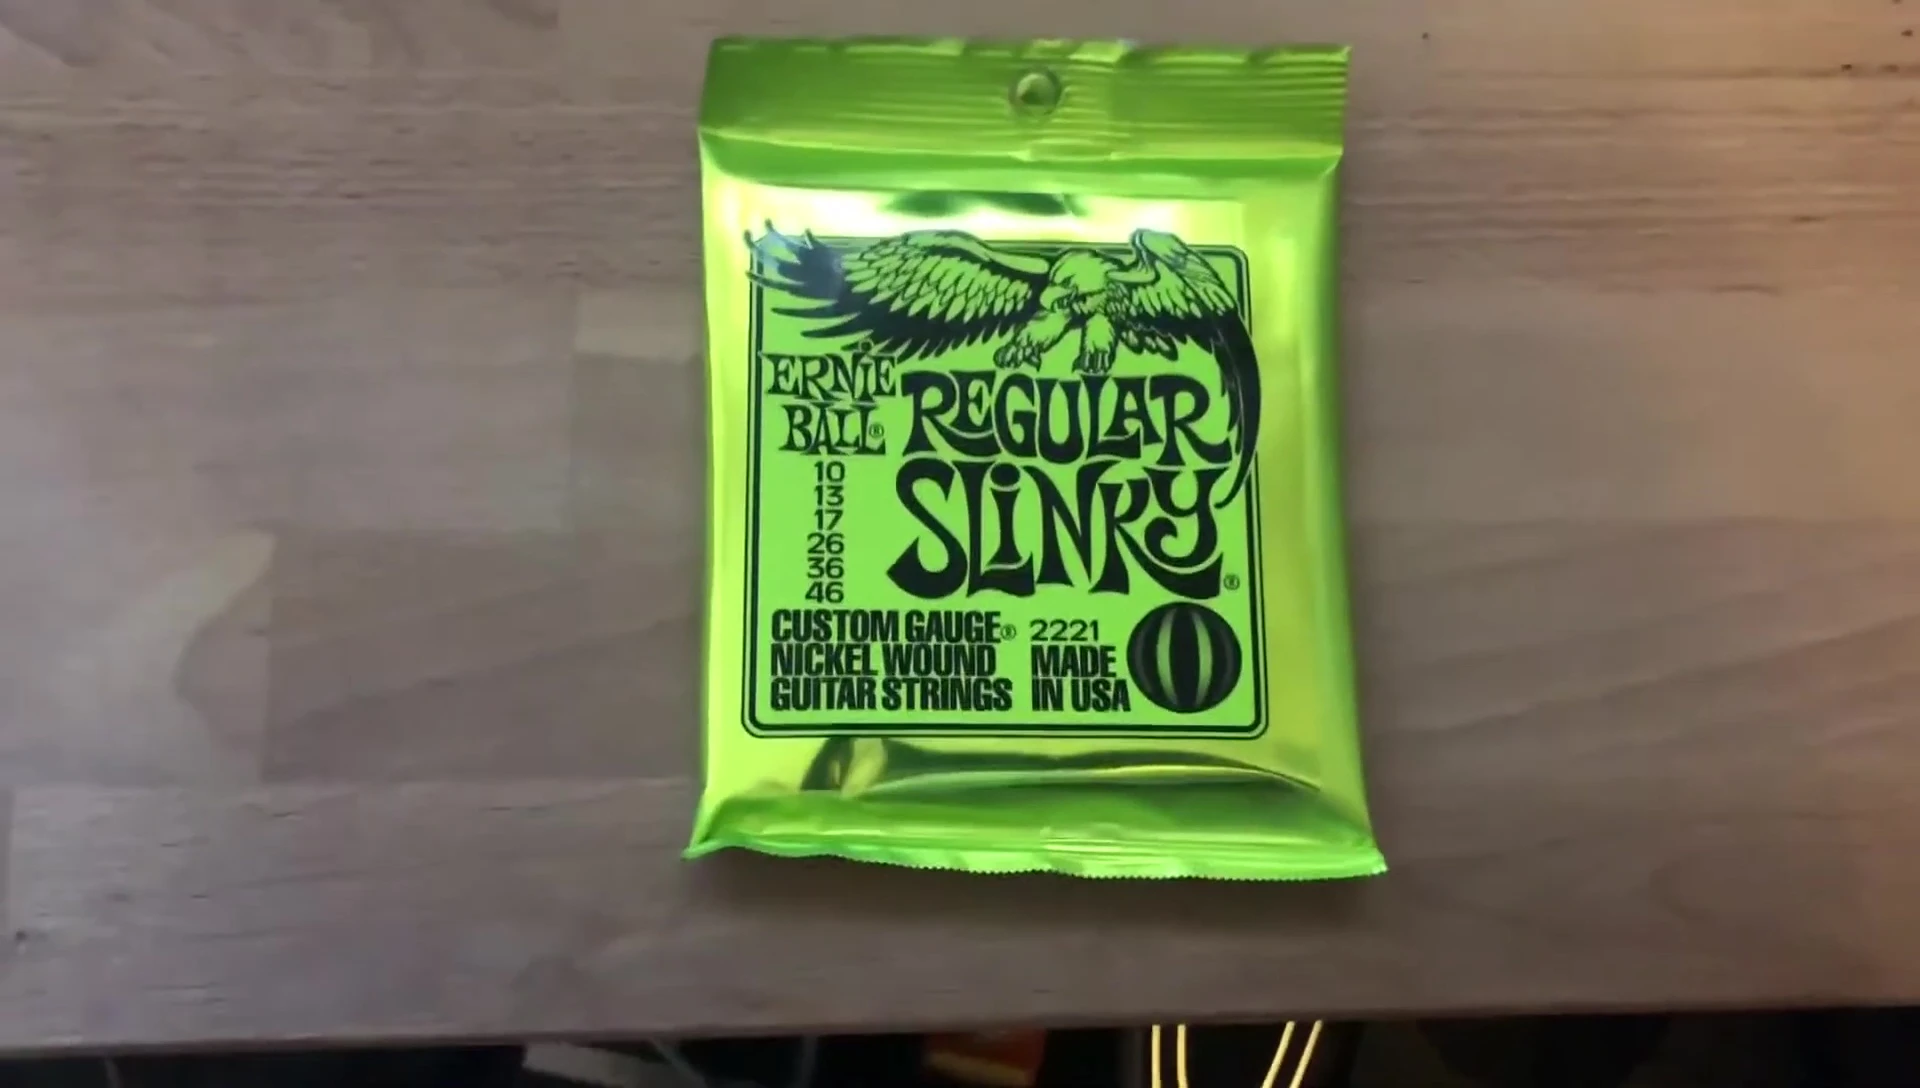 ERNiE
BALL®
REGULAR
SLiNKY®
10
13
17
26
36
46
CUSTOM GAUGE®
NICKEL WOUND
GUITAR STRINGS
2221
MADE
IN USA